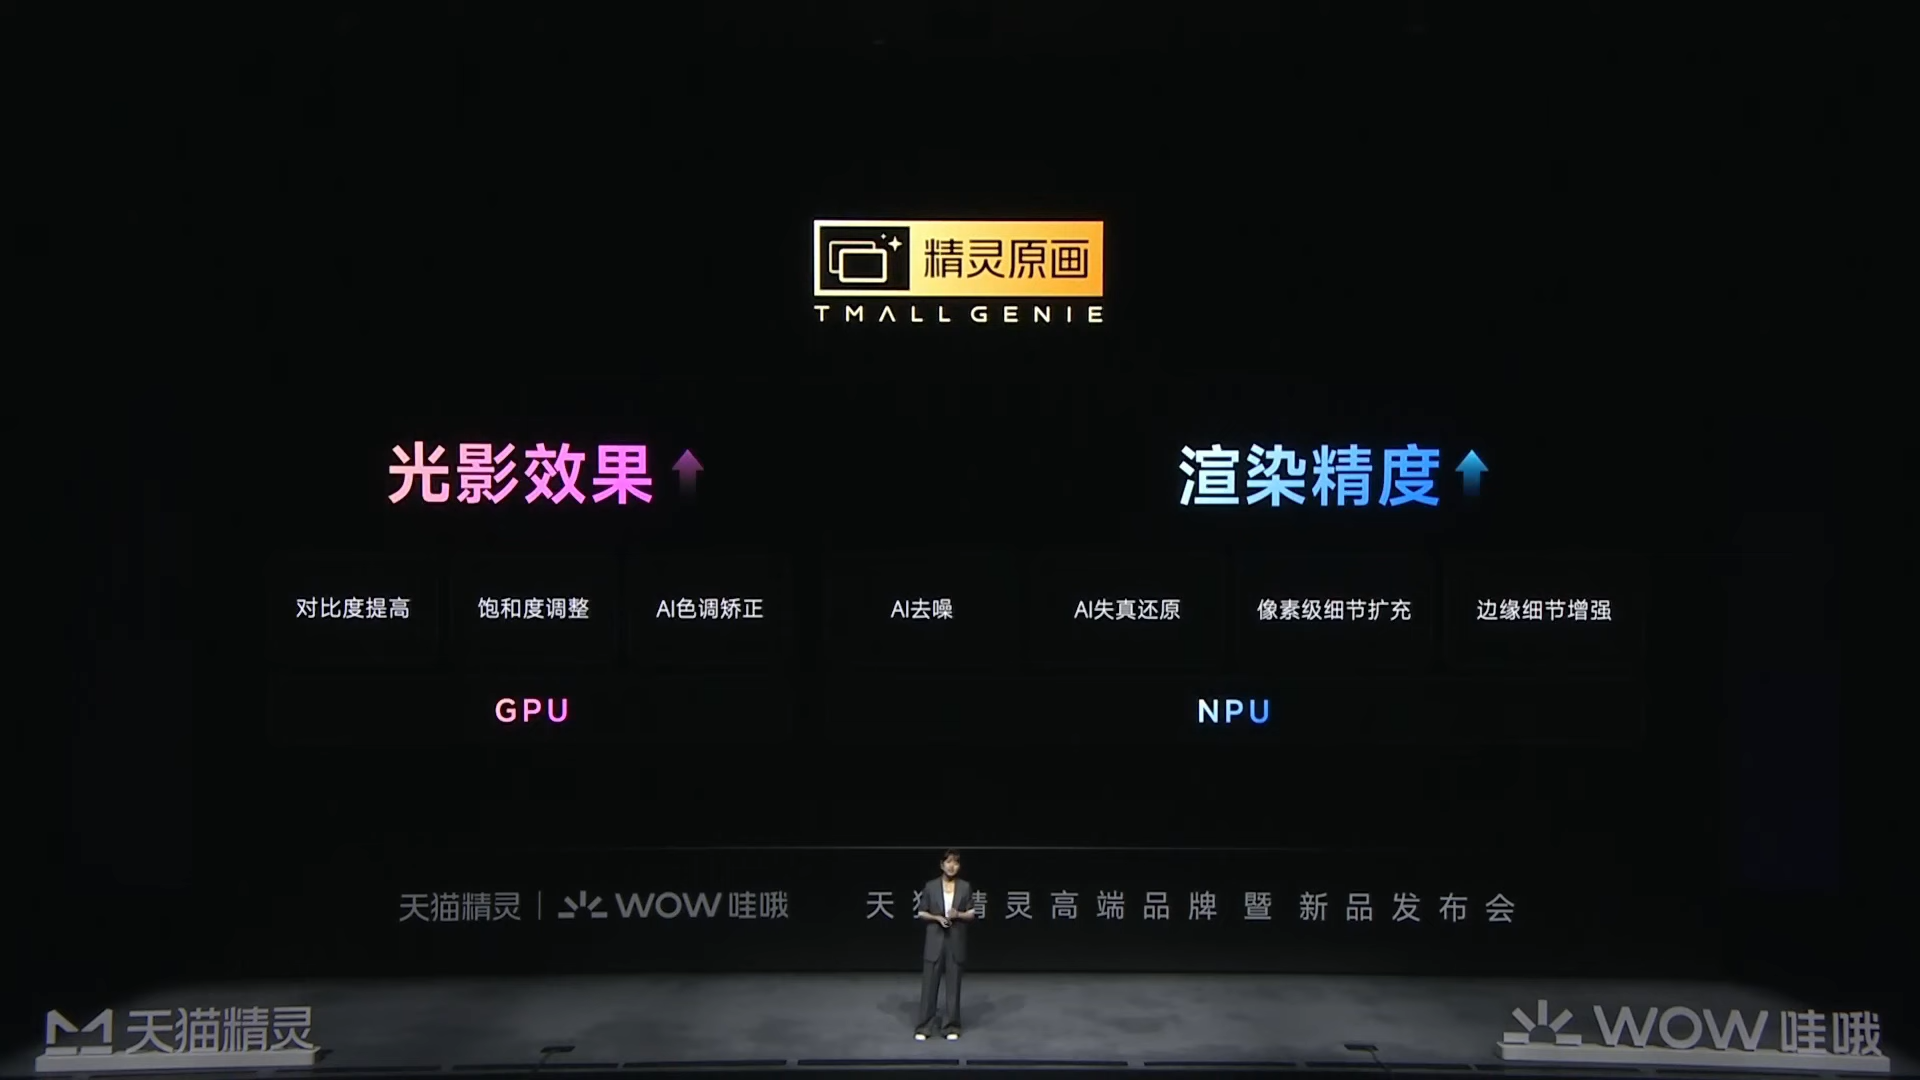 精灵原画
TMALL GENIE
光影效果
渲染精度
对比度提高
饱和度调整
AI色调矫正
AI去噪
AI失真还原
像素级细节扩充
边缘细节增强
GPU
NPU
天猫精灵 | WOW哇哦
天猫精灵高端品牌暨新品发布会
天猫精灵
WOW哇哦